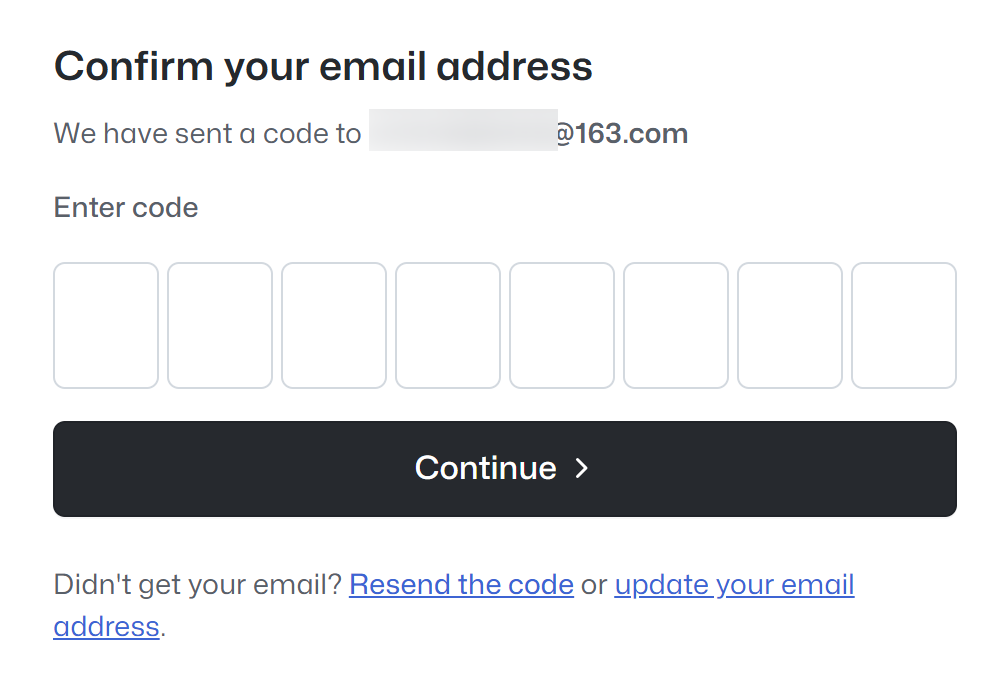 Confirm your email address
We have sent a code to @163.com
Enter code
Continue
Didn't get your email? Resend the code or update your email
address.